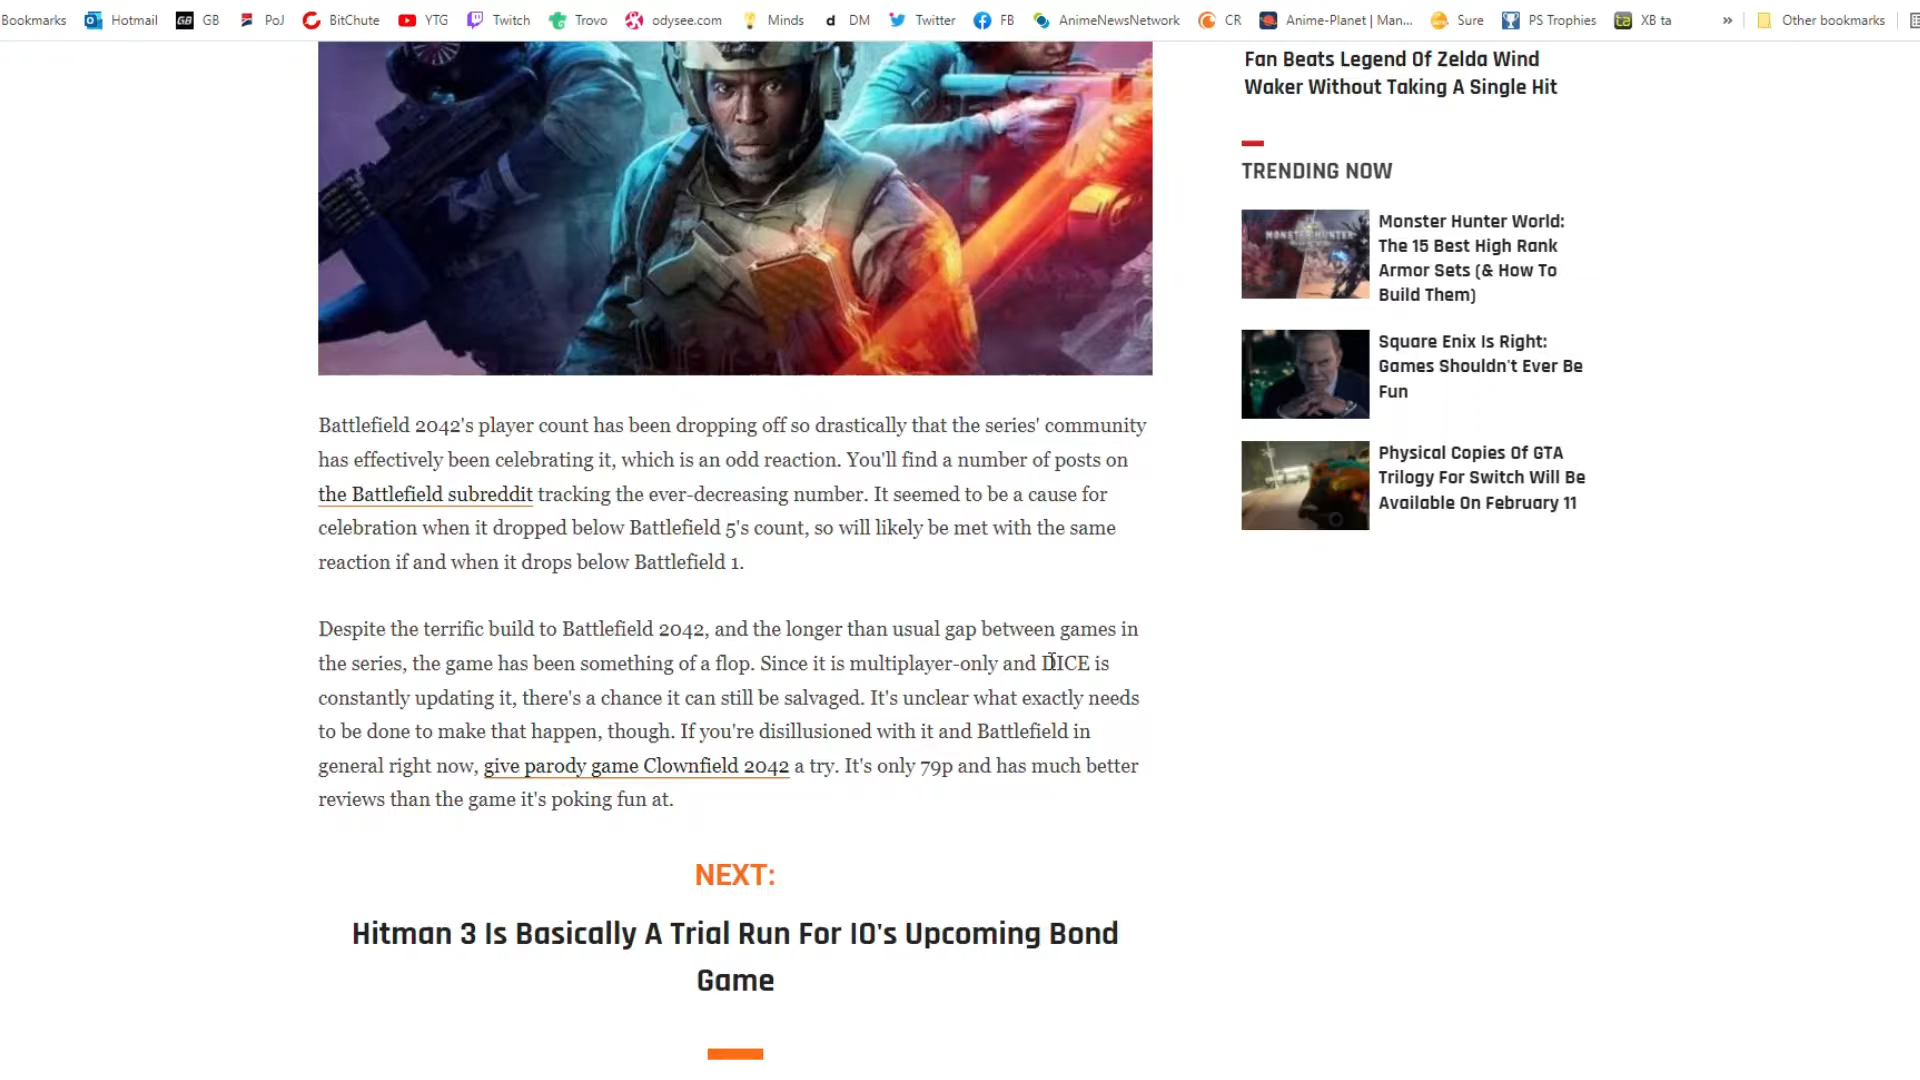 Bookmarks Hotmail GB GB PoJ BitChute YTG Twitch Trovo odysee.com Minds d DM Twitter FB AnimeNewsNetwork CR Anime-Planet | Man... Sure PS Trophies ta XB ta » Other bookmarks
Fan Beats Legend Of Zelda Wind
Waker Without Taking A Single Hit
TRENDING NOW
MONSTER HUNTER
Monster Hunter World:
The 15 Best High Rank
Armor Sets (& How To
Build Them)
Square Enix Is Right:
Games Shouldn't Ever Be
Fun
Physical Copies Of GTA
Trilogy For Switch Will Be
Available On February 11
Battlefield 2042's player count has been dropping off so drastically that the series' community
has effectively been celebrating it, which is an odd reaction. You'll find a number of posts on
the Battlefield subreddit tracking the ever-decreasing number. It seemed to be a cause for
celebration when it dropped below Battlefield 5's count, so will likely be met with the same
reaction if and when it drops below Battlefield 1.
Despite the terrific build to Battlefield 2042, and the longer than usual gap between games in
the series, the game has been something of a flop. Since it is multiplayer-only and DICE is
constantly updating it, there's a chance it can still be salvaged. It's unclear what exactly needs
to be done to make that happen, though. If you're disillusioned with it and Battlefield in
general right now, give parody game Clownfield 2042 a try. It's only 79p and has much better
reviews than the game it's poking fun at.
NEXT:
Hitman 3 Is Basically A Trial Run For IO's Upcoming Bond
Game